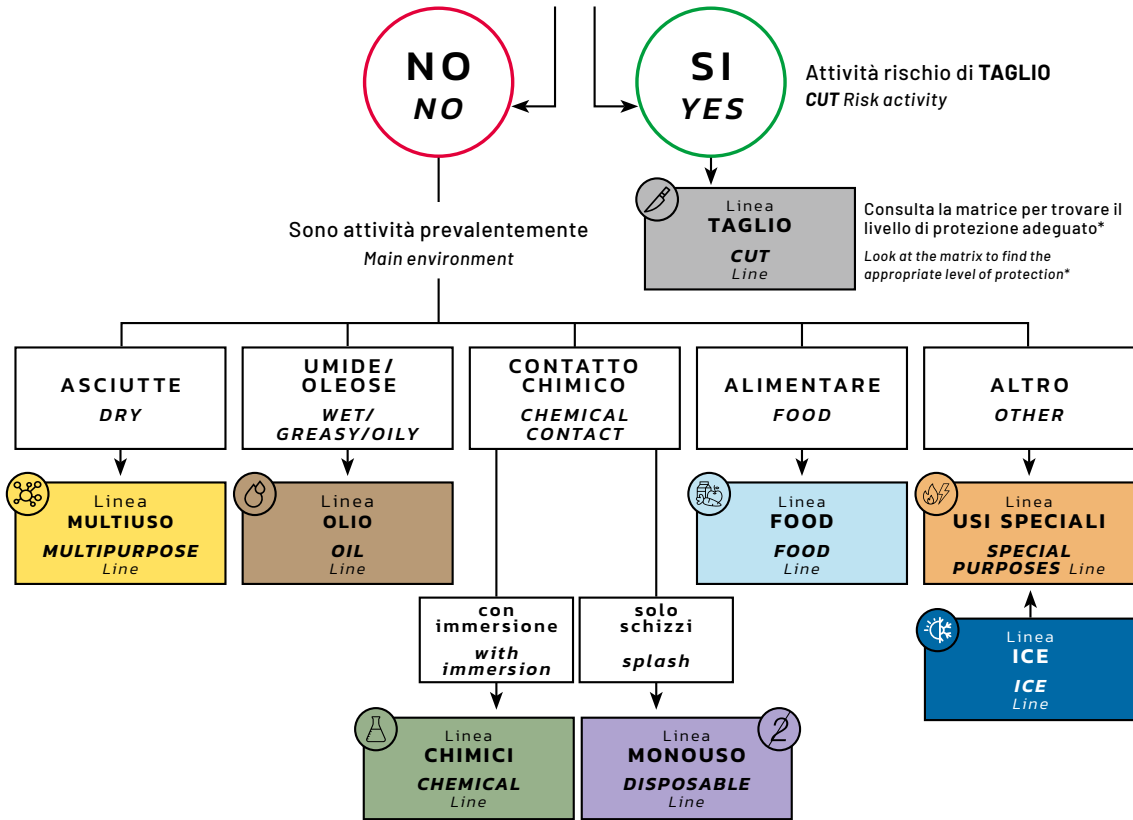 NO
NO
SI
YES
Attività rischio di TAGLIO
CUT Risk activity
Linea
TAGLIO
CUT
Line
Consulta la matrice per trovare il
livello di protezione adeguato*
Look at the matrix to find the
appropriate level of protection*
Sono attività prevalentemente
Main environment
ASCIUTTE
DRY
UMIDE/
OLEOSE
WET/
GREASY/OILY
CONTATTO
CHIMICO
CHEMICAL
CONTACT
ALIMENTARE
FOOD
ALTRO
OTHER
Linea
MULTIUSO
MULTIPURPOSE
Line
Linea
OLIO
OIL
Line
Linea
FOOD
FOOD
Line
Linea
USI SPECIALI
SPECIAL
PURPOSES Line
con
immersione
with
immersion
solo
schizzi
splash
Linea
ICE
ICE
Line
Linea
CHIMICI
CHEMICAL
Line
Linea
MONOUSO
DISPOSABLE
Line
2